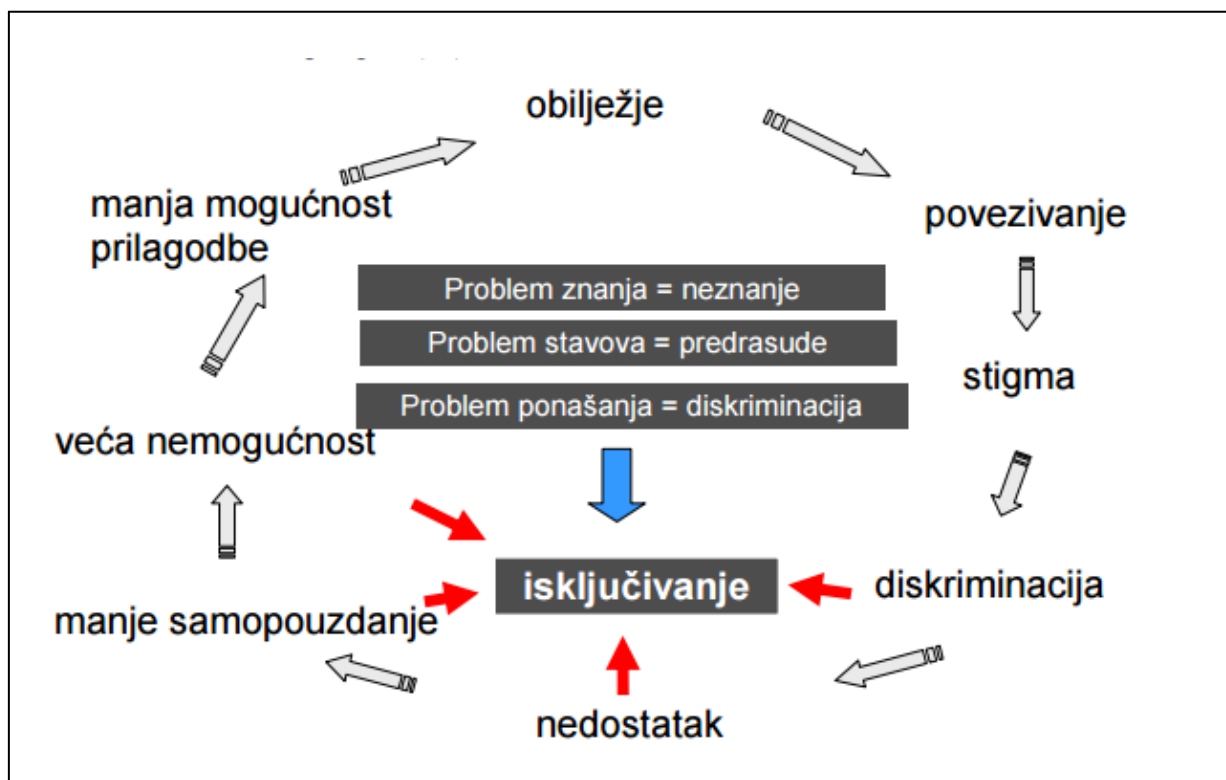 obilježje
manja mogućnost
prilagodbe
povezivanje
Problem znanja = neznanje
Problem stavova = predrasude
stigma
Problem ponašanja = diskriminacija
veća nemogućnost
isključivanje
diskriminacija
manje samopouzdanje
nedostatak